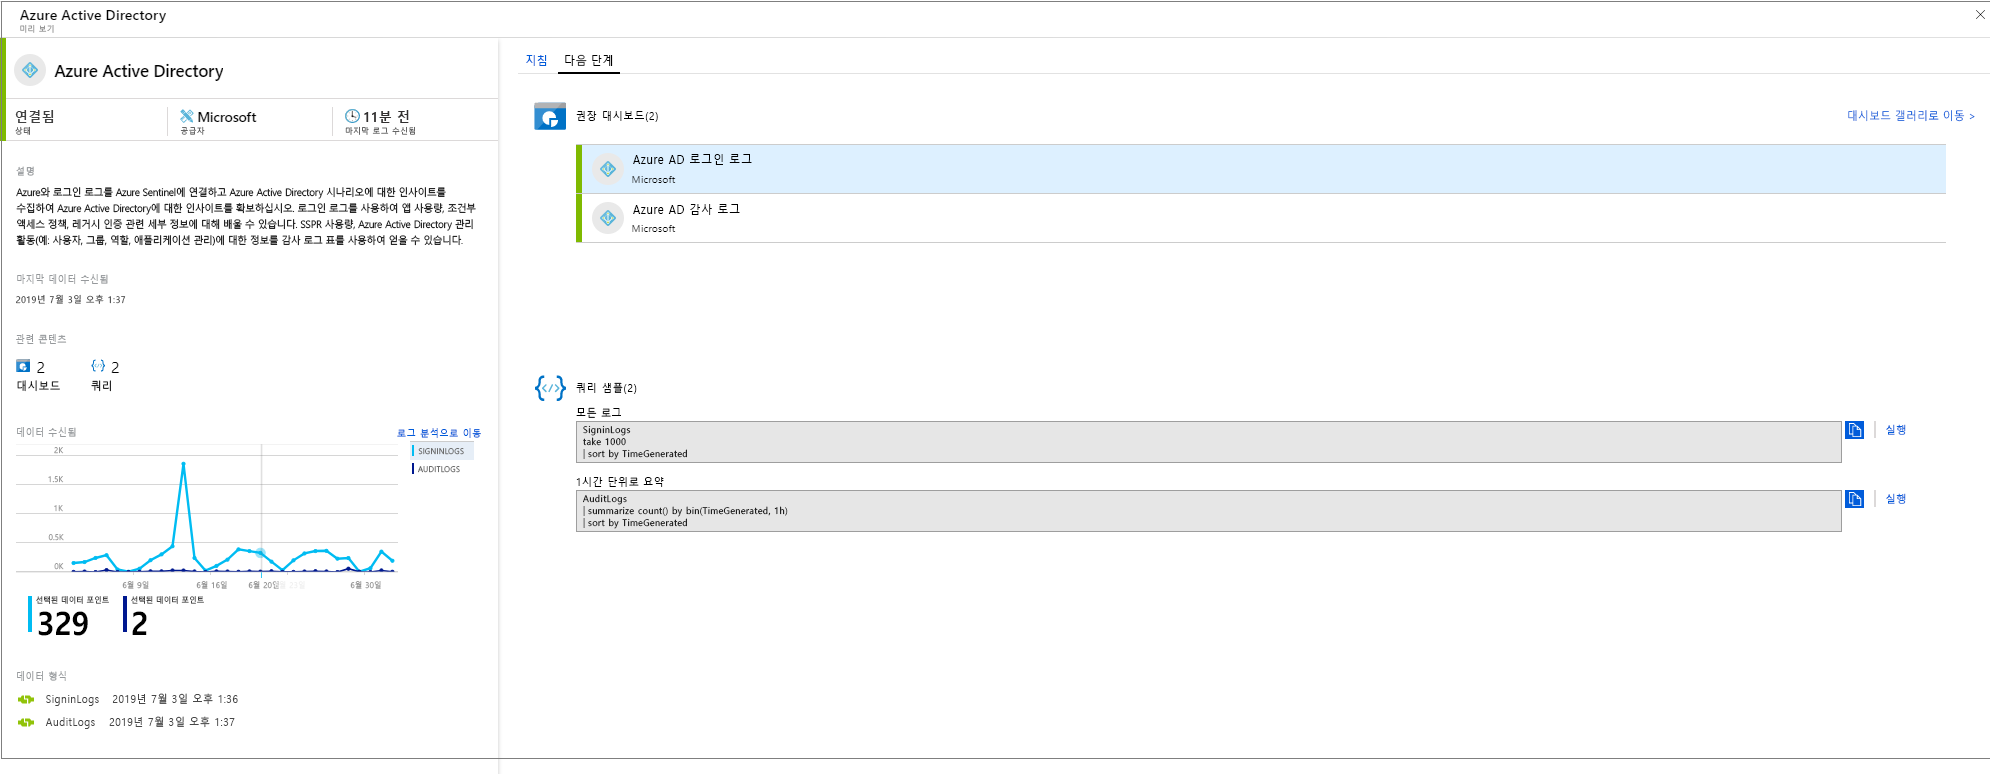 Azure Active Directory
미리 보기
Azure Active Directory
연결됨
상태
Microsoft
공급자
11분 전
마지막 로그 수신됨
설명
Azure와 로그인 로그를 Azure Sentinel에 연결하고 Azure Active Directory 시나리오에 대한 인사이트를
수집하여 Azure Active Directory에 대한 인사이트를 확보하십시오. 로그인 로그를 사용하여 앱 사용량, 조건부
액세스 정책, 레거시 인증 관련 세부 정보에 대해 배울 수 있습니다. SSPR 사용량, Azure Active Directory 관리
활동(예: 사용자, 그룹, 역할, 애플리케이션 관리)에 대한 정보를 감사 로그 표를 사용하여 얻을 수 있습니다.
마지막 데이터 수신됨
2019년 7월 3일 오후 1:37
관련 콘텐츠
2
대시보드
2
쿼리
데이터 수신됨
로그 분석으로 이동
2K
1.5K
1K
0.5K
0K
SIGNINLOGS
AUDITLOGS
6월 9일
6월 16일
6월 20일
6월 30일
선택된 데이터 포인트
329
선택된 데이터 포인트
2
데이터 형식
SigninLogs 2019년 7월 3일 오후 1:36
AuditLogs 2019년 7월 3일 오후 1:37
지침
다음 단계
권장 대시보드(2)
대시보드 갤러리로 이동 >
Azure AD 로그인 로그
Microsoft
Azure AD 감사 로그
Microsoft
쿼리 샘플(2)
모든 로그
SigninLogs
take 1000
| sort by TimeGenerated
실행
1시간 단위로 요약
AuditLogs
| summarize count() by bin(TimeGenerated, 1h)
| sort by TimeGenerated
실행